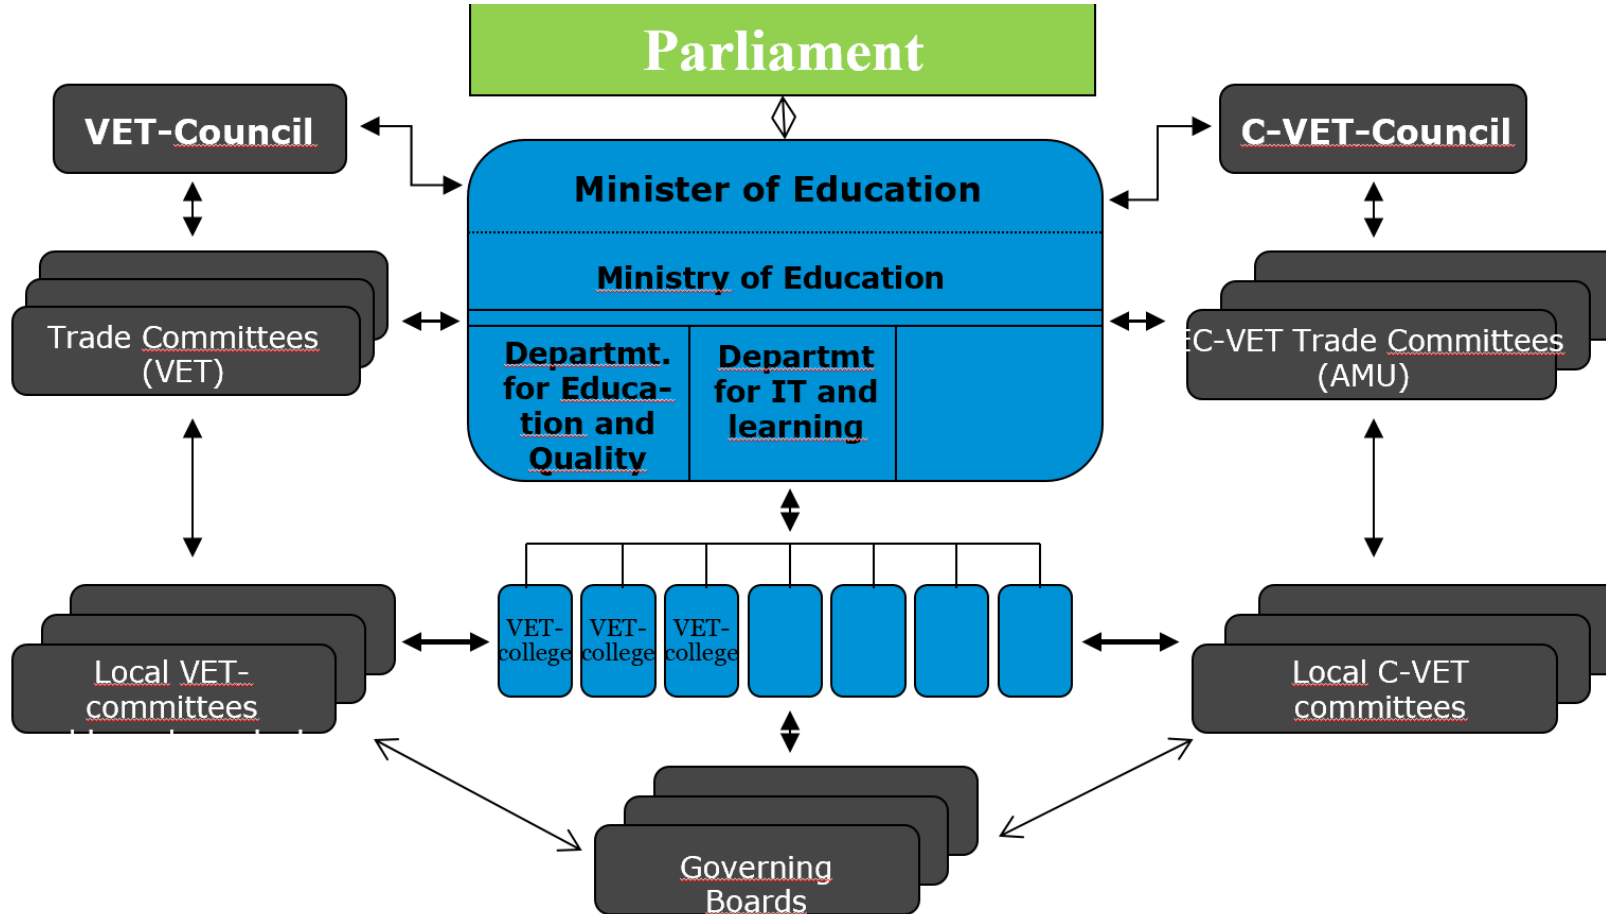 Parliament
VET-Council
C-VET-Council
Minister of Education
Ministry of Education
Trade Committees
(VET)
EC-VET Trade Committees
(AMU)
Departmt.
for Educa-
tion and
Quality
Departmt
for IT and
learning
VET-
college
VET-
college
VET-
college
Local VET-
committees
Local C-VET
committees
Governing
Boards